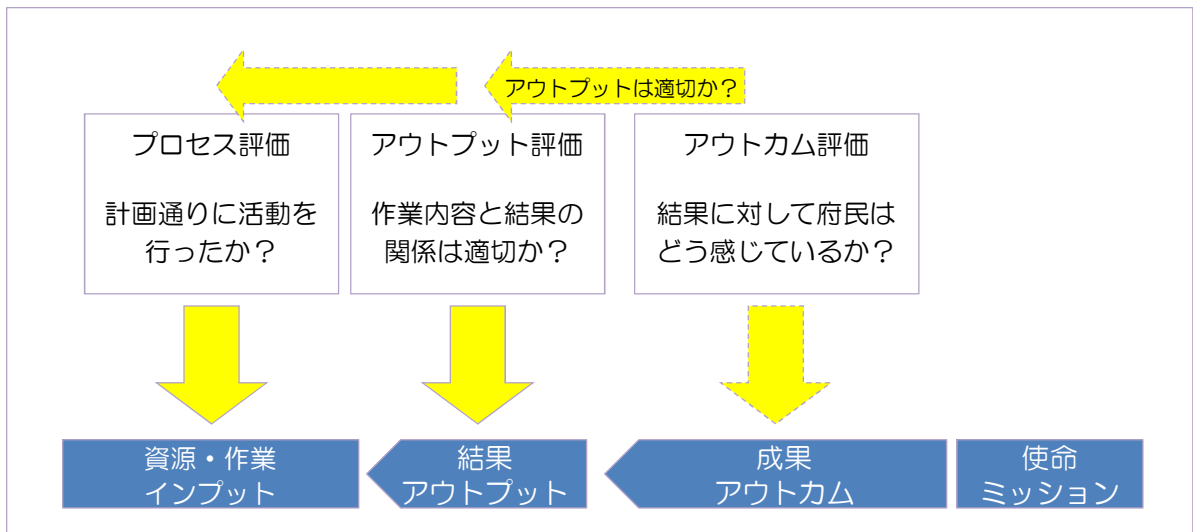 アウトプットは適切か？
プロセス評価
計画通りに活動を
行ったか？
アウトプット評価
作業内容と結果の
関係は適切か？
アウトカム評価
結果に対して府民は
どう感じているか？
資源・作業
インプット
結果
アウトプット
成果
アウトカム
使命
ミッション